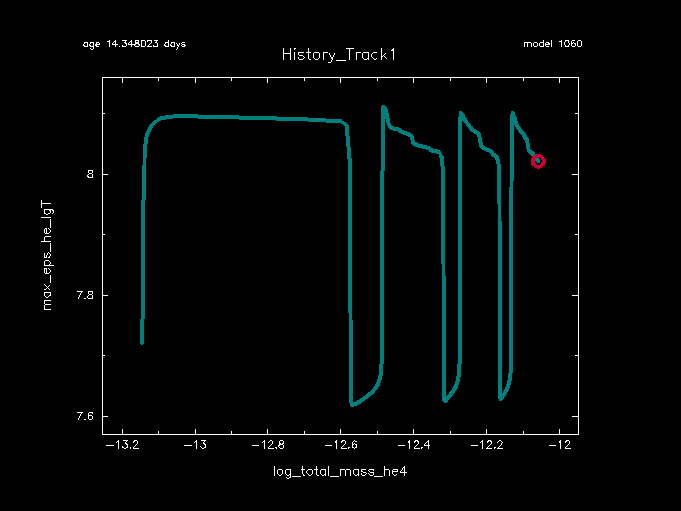 age 14.348023 days
model 1060
History_Track1
max_eps_he_lgT
8
7.8
7.6
−13.2 −13 −12.8 −12.6 −12.4 −12.2 −12
log_total_mass_he4